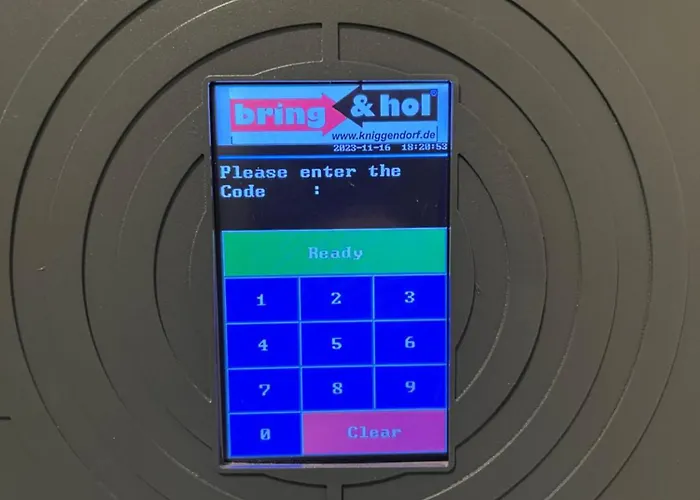 bring & hol
www.kniggendorf.de
2023-11-16 18:20:53
Please enter the
Code :
Ready
1 2 3
4 5 6
7 8 9
0 Clear